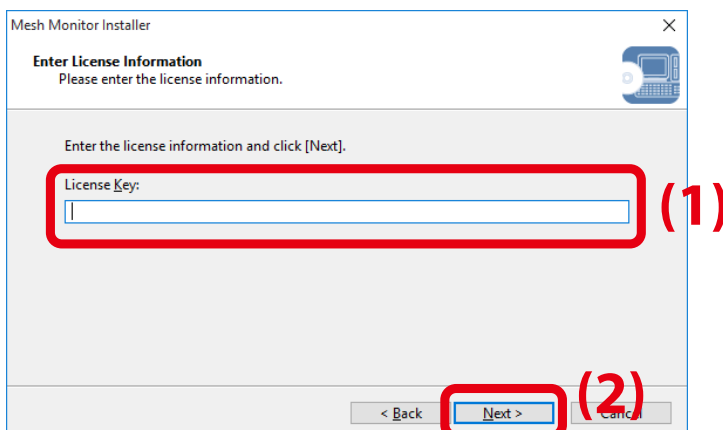 Mesh Monitor Installer
Enter License Information
Please enter the license information.
Enter the license information and click [Next].
License Key:
(1)
< Back Next > Cancel
(2)